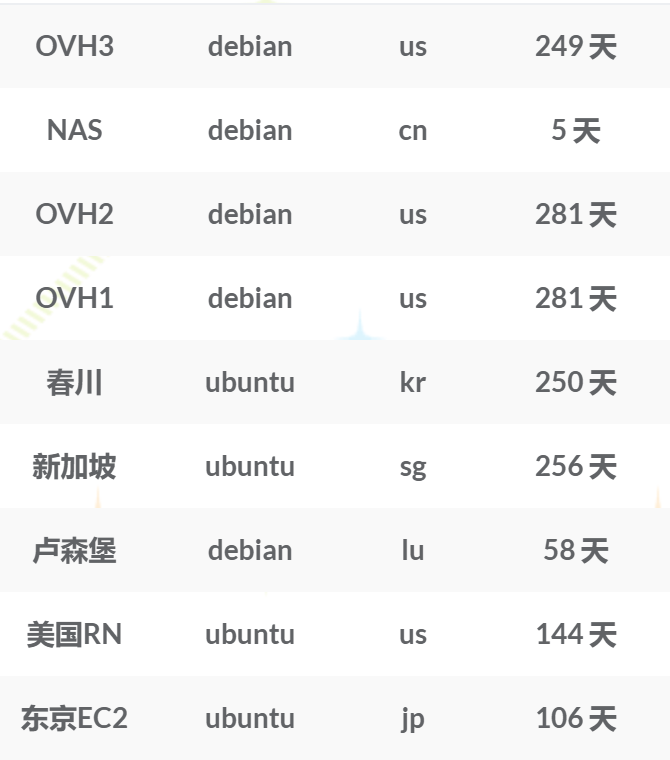 OVH3 debian us 249 天
NAS debian cn 5 天
OVH2 debian us 281 天
OVH1 debian us 281 天
春川 ubuntu kr 250 天
新加坡 ubuntu sg 256 天
卢森堡 debian lu 58 天
美国RN ubuntu us 144 天
东京EC2 ubuntu jp 106 天